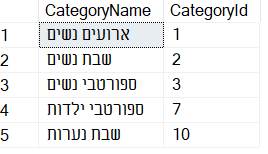 CategoryName CategoryId
1 ארועים נשים 1
2 שבת נשים 2
3 ספורטבי נשים 3
4 ספורטבי ילדות 7
5 שבת נערות 10